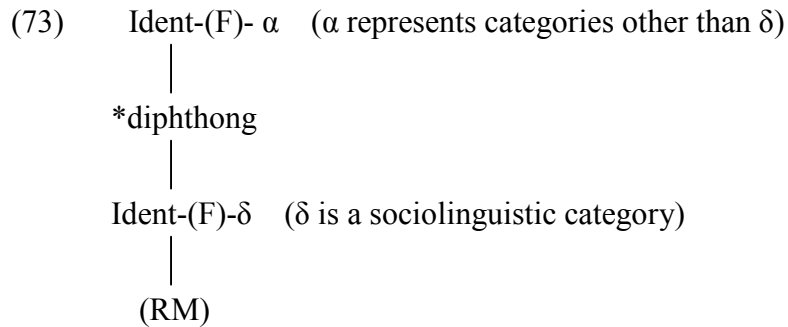 (73) Ident-(F)- α (α represents categories other than δ)
*diphthong
Ident-(F)-δ (δ is a sociolinguistic category)
(RM)